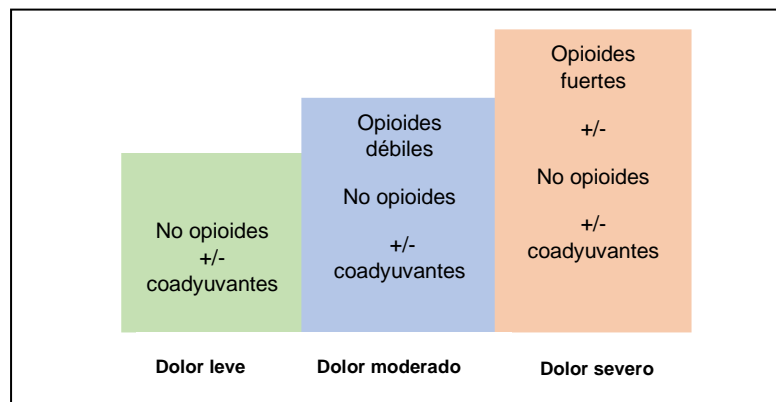 No opioides
+/-
coadyuvantes
Opioides
débiles
No opioides
+/-
coadyuvantes
Opioides
fuertes
+/-
No opioides
+/-
coadyuvantes
Dolor leve
Dolor moderado
Dolor severo